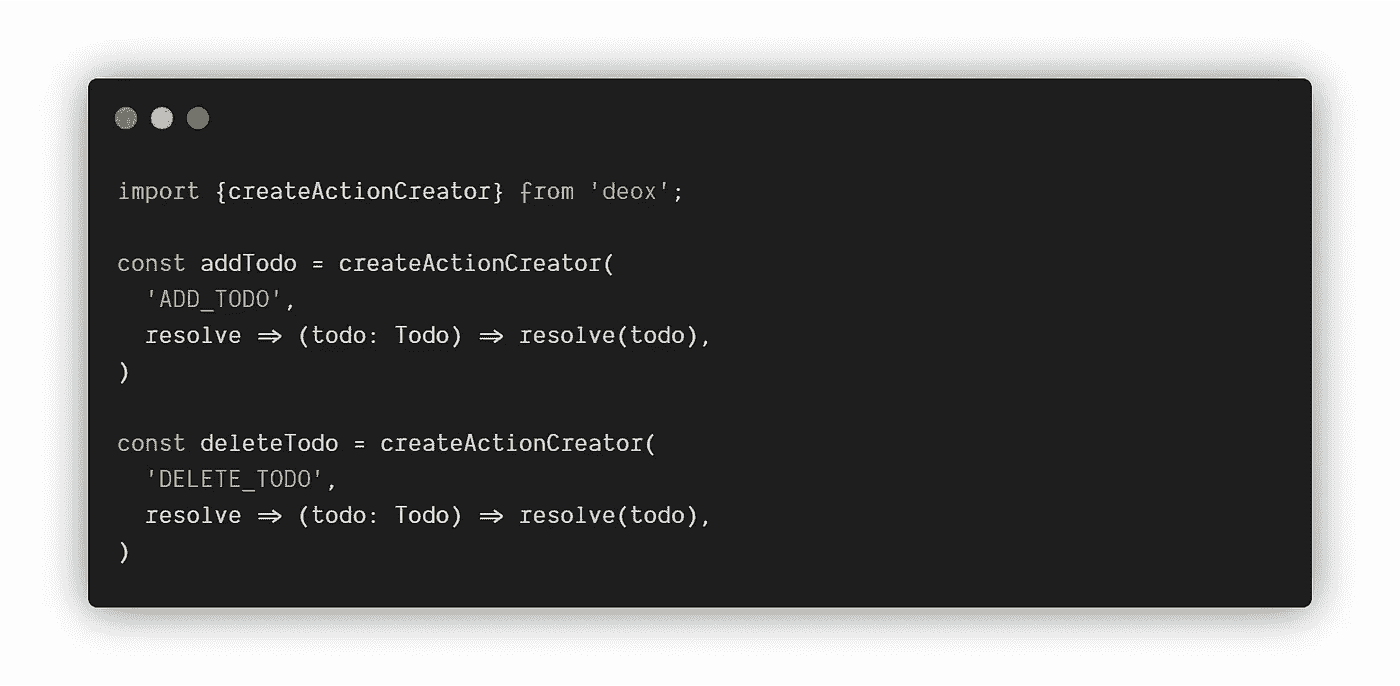 import {createActionCreator} from 'deox';
const addTodo = createActionCreator(
'ADD_TODO',
resolve => (todo: Todo) => resolve(todo),
)
const deleteTodo = createActionCreator(
'DELETE_TODO',
resolve => (todo: Todo) => resolve(todo),
)